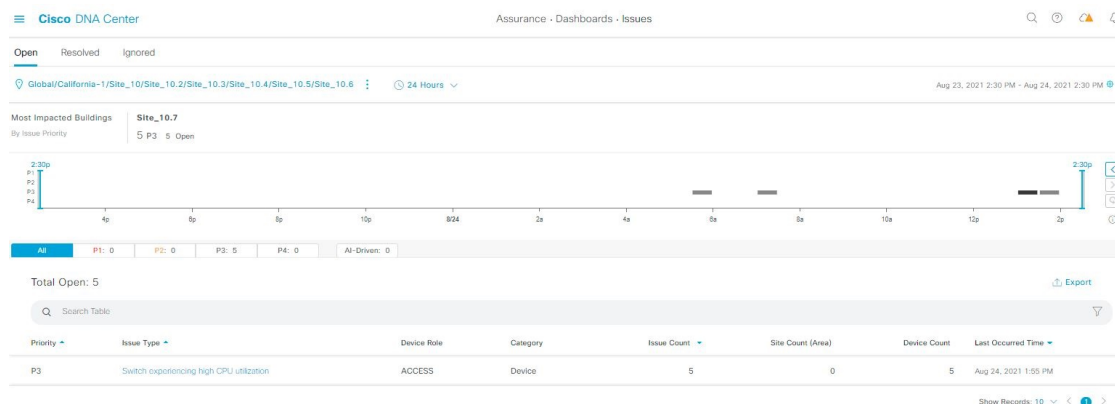 Cisco DNA Center
Assurance · Dashboards · Issues
Open Resolved Ignored
Global/California-1/Site_10/Site_10.2/Site_10.3/Site_10.4/Site_10.5/Site_10.6
24 Hours
Aug 23, 2021 2:30 PM - Aug 24, 2021 2:30 PM
Most Impacted Buildings
Site_10.7
By Issue Priority
5 P3 5 Open
2:30p 2:30p
P1
P2
P3
P4
4p 6p 8p 10p 8/24 2a 4a 6a 8a 10a 12p 2p
All P1: 0 P2: 0 P3: 5 P4: 0 AI-Driven: 0
Total Open: 5
Export
Search Table
Priority Issue Type Device Role Category Issue Count Site Count (Area) Device Count Last Occurred Time
P3 Switch experiencing high CPU utilization ACCESS Device 5 0 5 Aug 24, 2021 1:55 PM
Show Records: 10 1